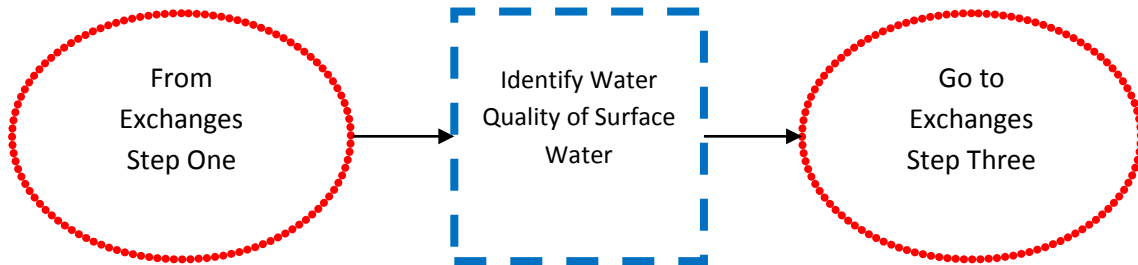 From
Exchanges
Step One
Identify Water
Quality of Surface
Water
Go to
Exchanges
Step Three